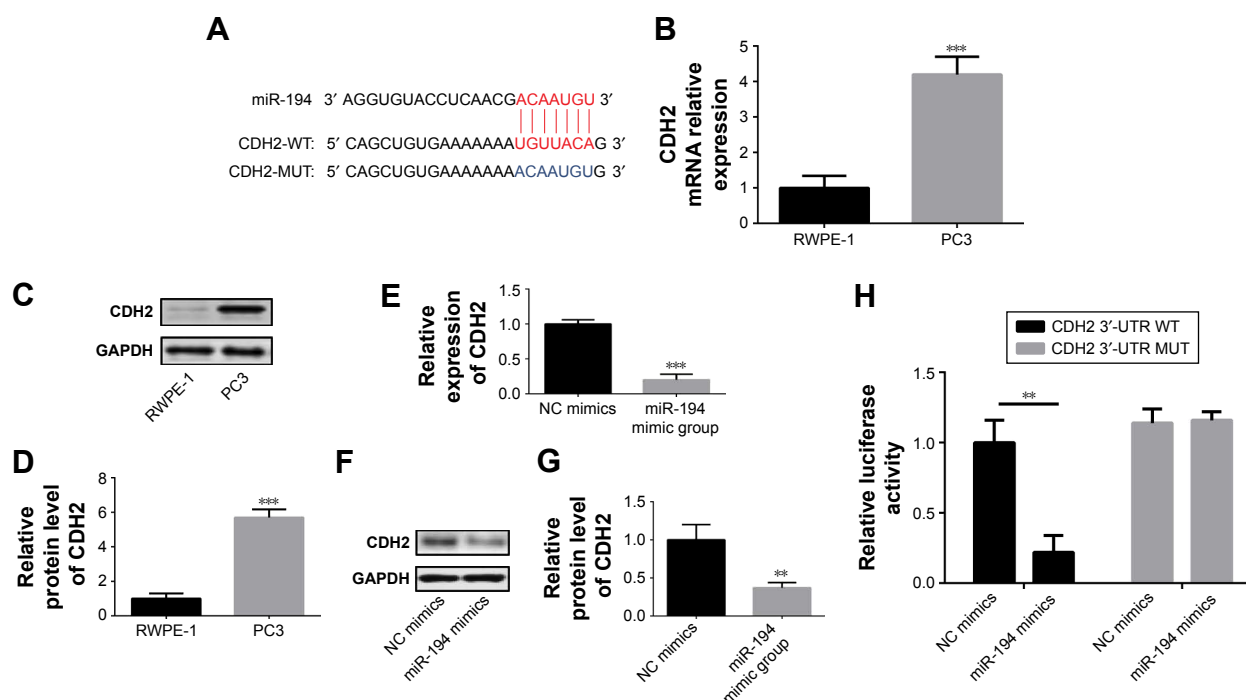 A
miR-194 3′ AGGUGUACCUCAACGACAAUGU 3′
CDH2-WT: 5′ CAGCUGUGAAAAAAAUGUUACAG 3′
CDH2-MUT: 5′ CAGCUGUGAAAAAAAACAAUGUG 3′
B
CDH2
mRNA relative
expression
5
4
3
2
1
0
***
RWPE-1
PC3
C
CDH2
GAPDH
RWPE-1
PC3
D
Relative
protein level
of CDH2
8
6
4
2
0
***
RWPE-1
PC3
E
Relative
expression
of CDH2
1.5
1.0
0.5
0.0
***
NC mimics
miR-194
mimic group
F
CDH2
GAPDH
NC mimics
miR-194 mimics
G
Relative
protein level
of CDH2
1.5
1.0
0.5
0.0
**
NC mimics
miR-194
mimic group
H
CDH2 3′-UTR WT
CDH2 3′-UTR MUT
Relative luciferase
activity
1.5
1.0
0.5
0.0
**
NC mimics
miR-194 mimics
NC mimics
miR-194 mimics